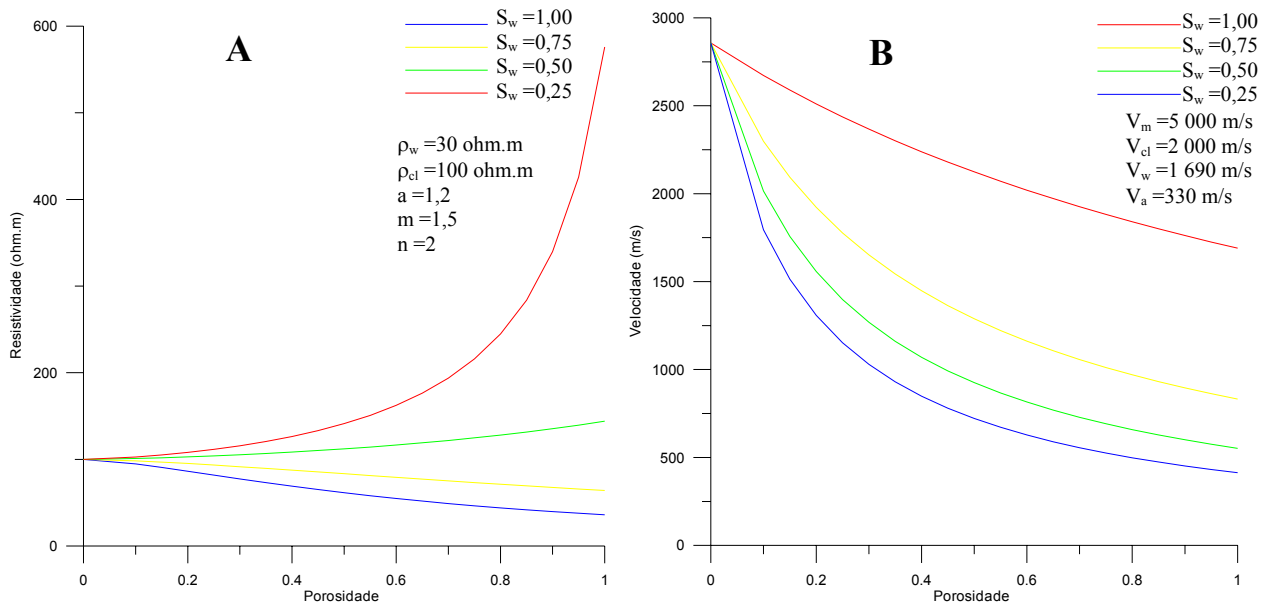 A
S_w =1,00
S_w =0,75
S_w =0,50
S_w =0,25
ρ_w =30 ohm.m
ρ_cl =100 ohm.m
a =1,2
m =1,5
n =2
Resistividade (ohm.m)
600
400
200
0
0
0.2
0.4
0.6
0.8
1
Porosidade
B
S_w =1,00
S_w =0,75
S_w =0,50
S_w =0,25
V_m =5 000 m/s
V_cl =2 000 m/s
V_w =1 690 m/s
V_a =330 m/s
Velocidade (m/s)
3000
2500
2000
1500
1000
500
0
0
0.2
0.4
0.6
0.8
1
Porosidade